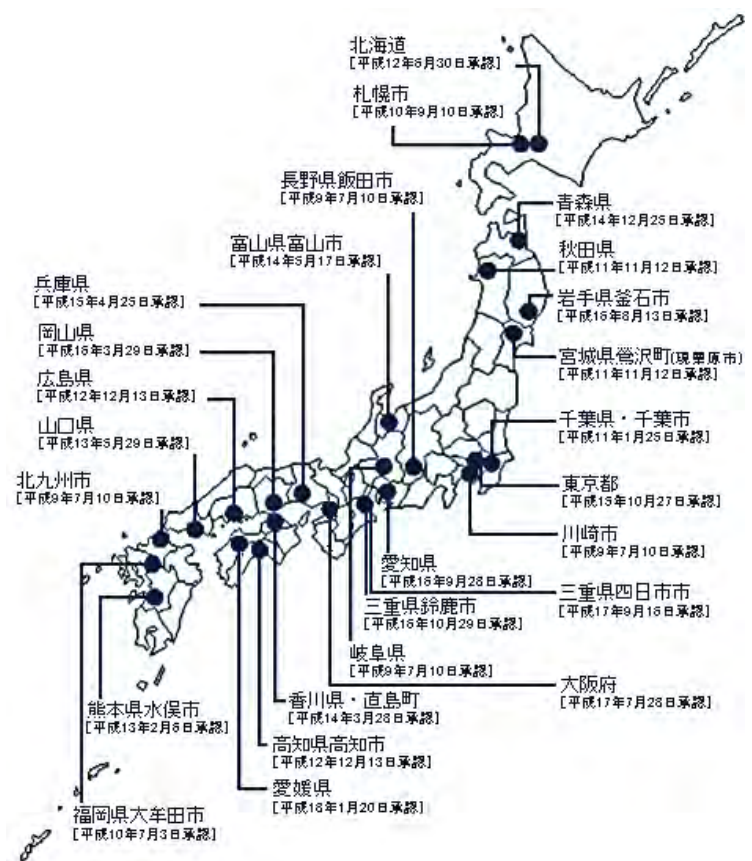 北海道
[平成12年6月30日承認]
札幌市
[平成10年9月10日承認]
長野県飯田市
[平成9年7月10日承認]
青森県
[平成14年12月25日承認]
富山県富山市
[平成14年5月17日承認]
秋田県
[平成11年11月12日承認]
兵庫県
[平成15年4月25日承認]
岩手県釜石市
[平成16年8月13日承認]
岡山県
[平成16年3月29日承認]
宮城県鶯沢町(現栗原市)
[平成11年11月12日承認]
広島県
[平成12年12月13日承認]
千葉県・千葉市
[平成11年1月25日承認]
山口県
[平成13年5月29日承認]
北九州市
[平成9年7月10日承認]
東京都
[平成15年10月27日承認]
川崎市
[平成9年7月10日承認]
愛知県
[平成16年9月28日承認]
三重県四日市市
[平成17年9月16日承認]
三重県鈴鹿市
[平成16年10月29日承認]
岐阜県
[平成9年7月10日承認]
大阪府
[平成17年7月28日承認]
香川県・直島町
[平成14年3月28日承認]
熊本県水俣市
[平成13年2月6日承認]
高知県高知市
[平成12年12月13日承認]
愛媛県
[平成18年1月20日承認]
福岡県大牟田市
[平成10年7月3日承認]